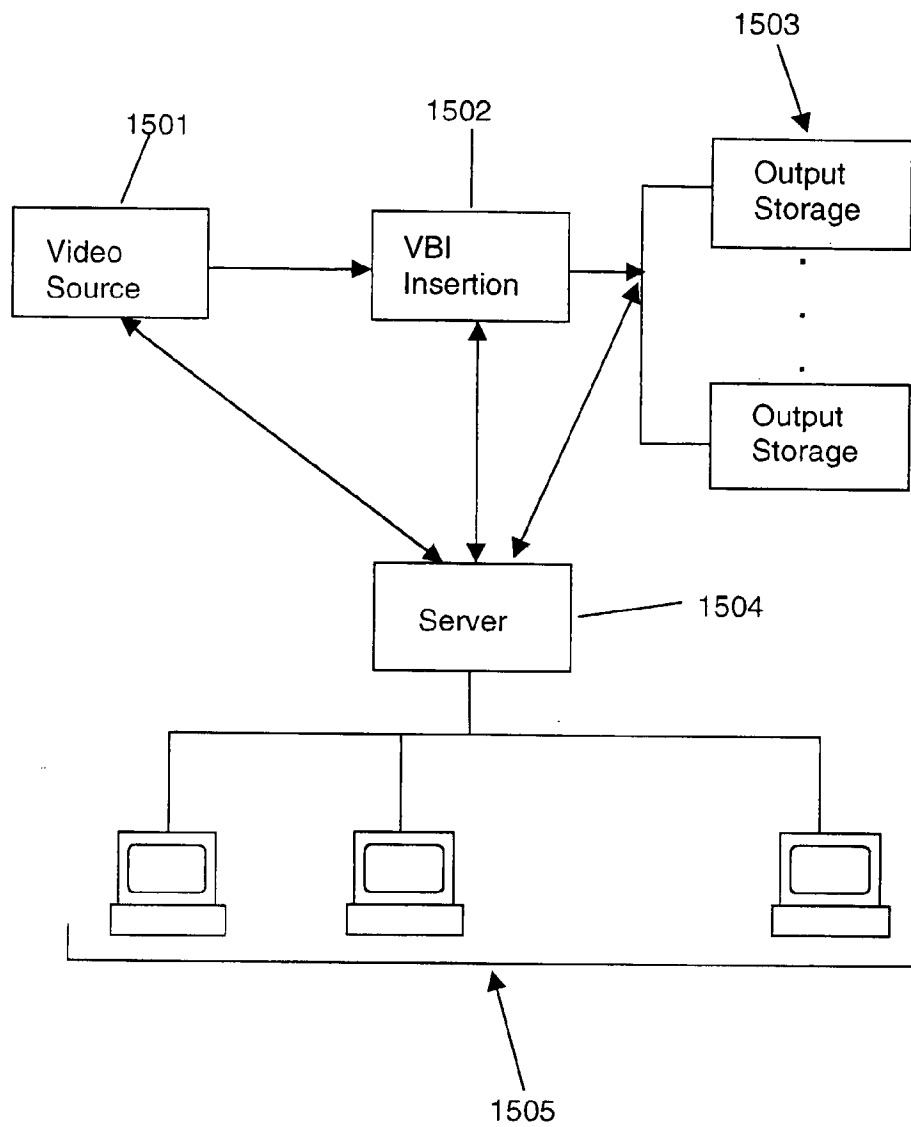 1503
1501
1502
Output
Storage
Video
Source
VBI
Insertion
Output
Storage
Server
1504
1505